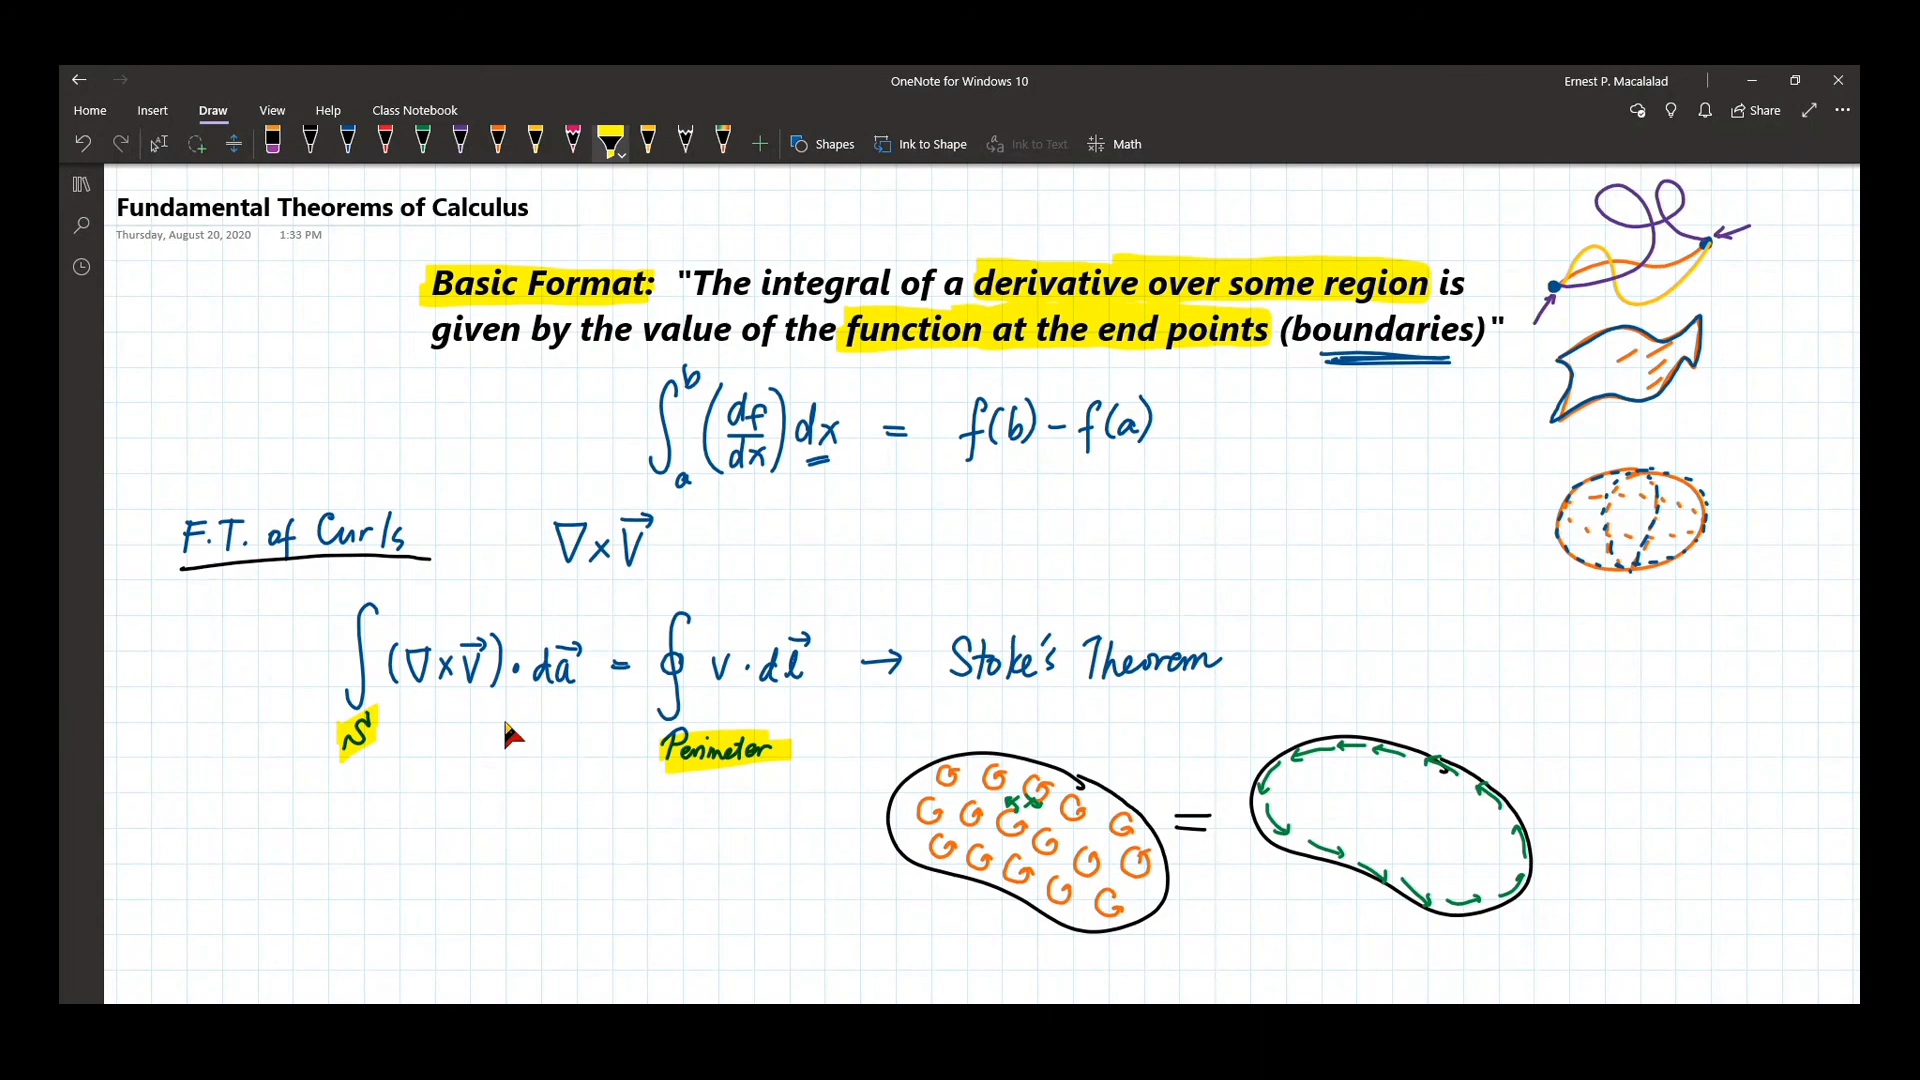 OneNote for Windows 10
Ernest P. Macalalad
Home Insert Draw View Help Class Notebook
Share
Shapes Ink to Shape Ink to Text Math
Fundamental Theorems of Calculus
Thursday, August 20, 2020 1:33 PM
Basic Format: "The integral of a derivative over some region is
given by the value of the function at the end points (boundaries)"
∫_a^b (df/dx) dx = f(b) - f(a)
F.T. of Curls ∇×V⃗
∫_S (∇×V⃗)·da⃗ = ∮ v·dl⃗ → Stoke's Theorem
Perimeter
=